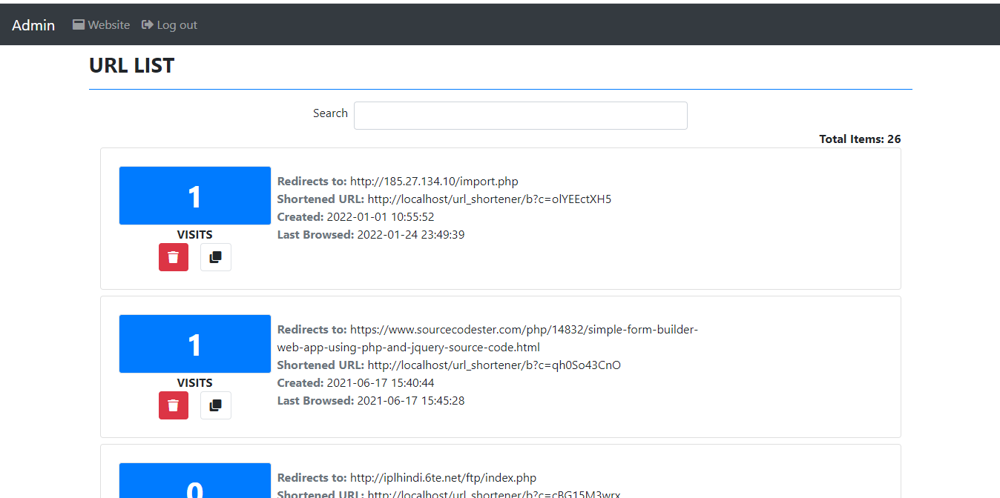 Admin Website Log out
URL LIST
Search
Total Items: 26
1
VISITS
Redirects to: http://185.27.134.10/import.php
Shortened URL: http://localhost/url_shortener/b?c=olYEEctXH5
Created: 2022-01-01 10:55:52
Last Browsed: 2022-01-24 23:49:39
1
VISITS
Redirects to: https://www.sourcecodester.com/php/14832/simple-form-builder-
web-app-using-php-and-jquery-source-code.html
Shortened URL: http://localhost/url_shortener/b?c=qh0So43CnO
Created: 2021-06-17 15:40:44
Last Browsed: 2021-06-17 15:45:28
0
Redirects to: http://iplhindi.6te.net/ftp/index.php
Shortened URL: http://localhost/url_shortener/b?c=cBG15M3wrx